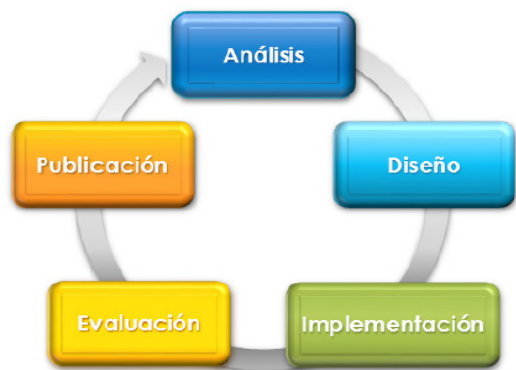 Análisis
Diseño
Implementación
Evaluación
Publicación